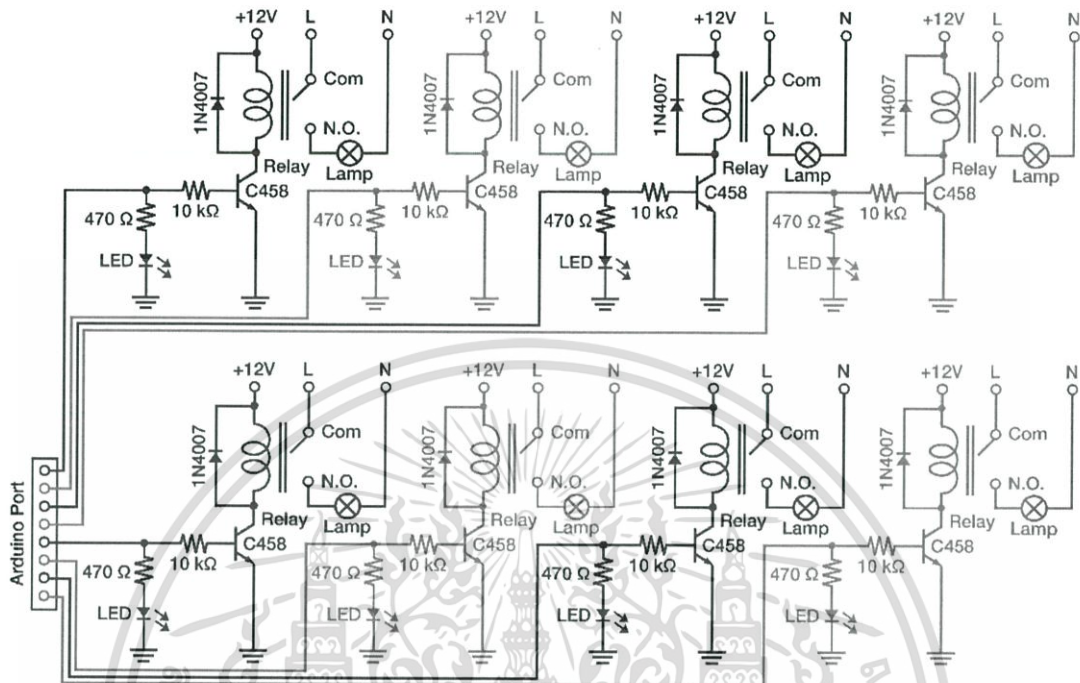 +12V L N +12V L N +12V L N +12V L N
1N4007 Com 1N4007 Com 1N4007 Com 1N4007 Com
N.O. N.O. N.O. N.O.
Relay Lamp Relay Lamp Relay Lamp Relay Lamp
C458 C458 C458 C458
470 Ω 10 kΩ 470 Ω 10 kΩ 470 Ω 10 kΩ 470 Ω 10 kΩ
LED LED LED LED
+12V L N +12V L N +12V L N +12V L N
1N4007 Com 1N4007 Com 1N4007 Com 1N4007 Com
N.O. N.O. N.O. N.O.
Relay Lamp Relay Lamp Relay Lamp Relay Lamp
Arduino Port
C458 C458 C458 C458
470 Ω 10 kΩ 470 Ω 10 kΩ 470 Ω 10 kΩ 470 Ω 10 kΩ
LED LED LED LED